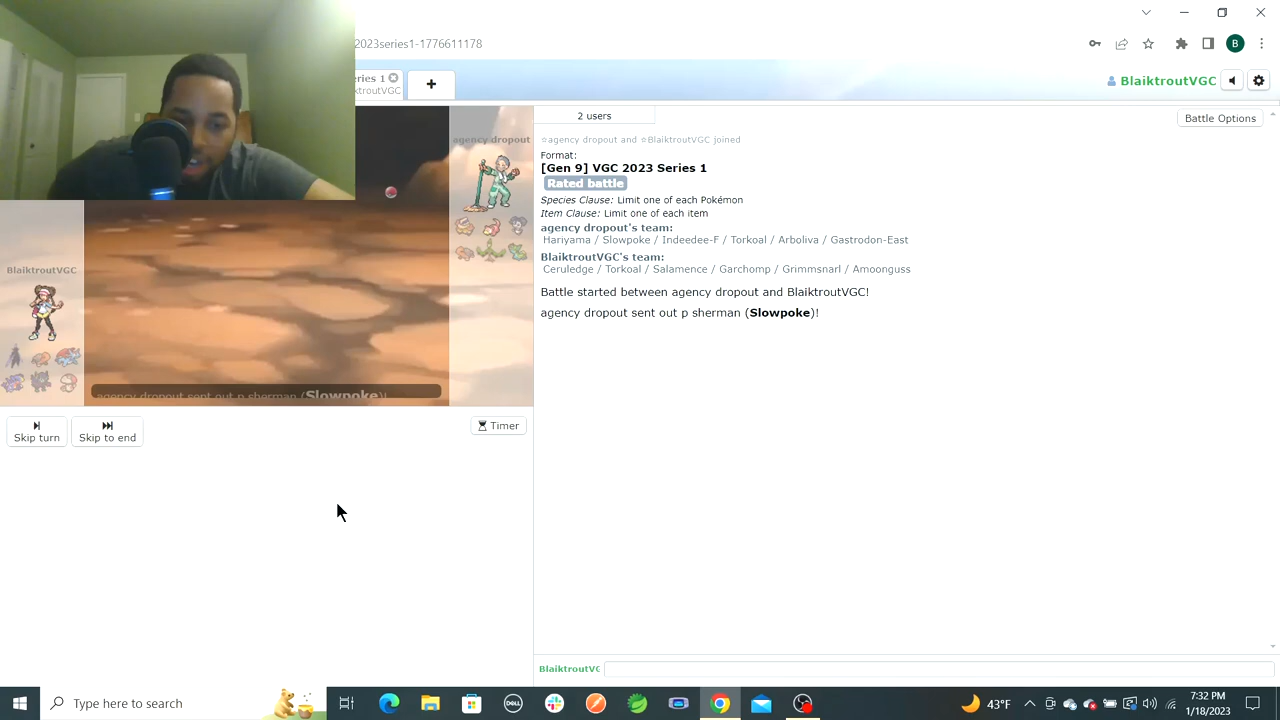 2023series1-1776611178
eries 1
ktroutVGC
+
BlaiktroutVGC
2 users
Battle Options
☆agency dropout and ☆BlaiktroutVGC joined
Format:
[Gen 9] VGC 2023 Series 1
Rated battle
Species Clause: Limit one of each Pokémon
Item Clause: Limit one of each item
agency dropout's team:
Hariyama / Slowpoke / Indeedee-F / Torkoal / Arboliva / Gastrodon-East
BlaiktroutVGC's team:
Ceruledge / Torkoal / Salamence / Garchomp / Grimmsnarl / Amoonguss
Battle started between agency dropout and BlaiktroutVGC!
agency dropout sent out p sherman (Slowpoke)!
agency dropout
BlaiktroutVGC
agency dropout sent out p sherman (Slowpoke)!
Skip turn
Skip to end
Timer
BlaiktroutVC
Type here to search
DELL
43°F
7:32 PM
1/18/2023
B